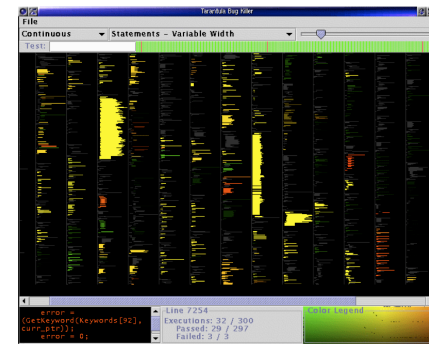 Tarantula Bug Killer
File
Continuous
Statements - Variable Width
Test:
error =
(GetKeyword(Keywords[92],
curr_ptr));
error = 0;
Line 7254
Executions: 32 / 300
Passed: 29 / 297
Failed: 3 / 3
Color Legend